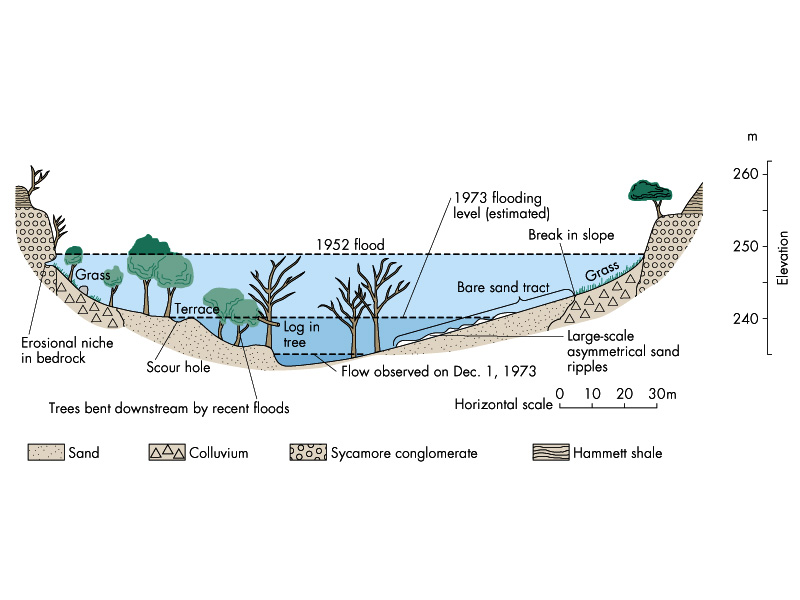 m
260
250
240
Elevation
1973 flooding
level (estimated)
1952 flood
Break in slope
Grass
Grass
Bare sand tract
Terrace
Log in
tree
Erosional niche
in bedrock
Scour hole
Large-scale
asymmetrical sand
ripples
Flow observed on Dec. 1, 1973
Trees bent downstream by recent floods
Horizontal scale
0 10 20 30m
Sand
Colluvium
Sycamore conglomerate
Hammett shale